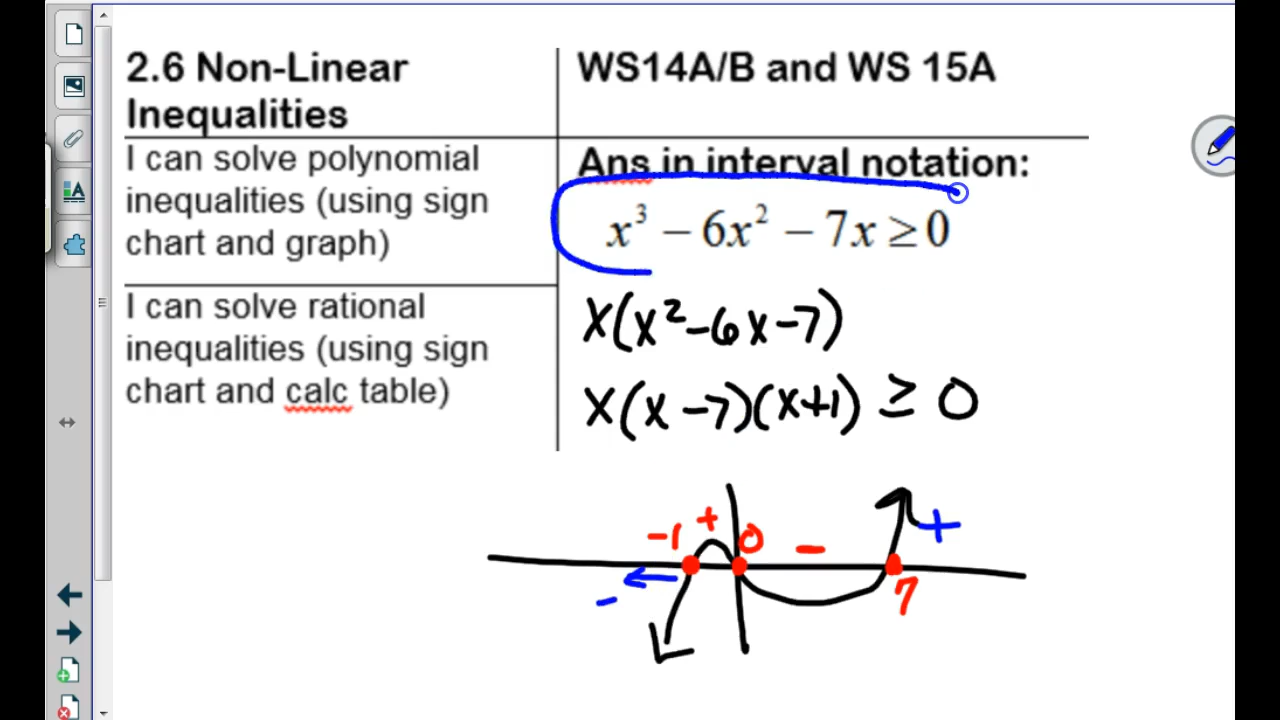 2.6 Non-Linear
Inequalities
WS14A/B and WS 15A
I can solve polynomial
inequalities (using sign
chart and graph)
Ans in interval notation:
x³ − 6x² − 7x ≥ 0
I can solve rational
inequalities (using sign
chart and calc table)
x(x²-6x-7)
x(x-7)(x+1) ≥ 0
-1 + 0 - +
- 7